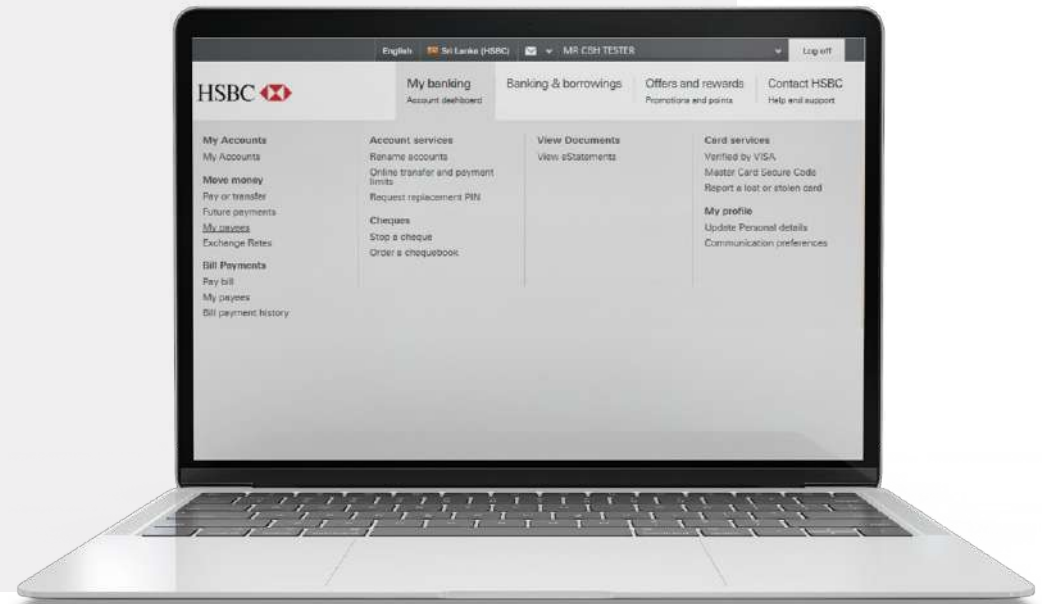 English Sri Lanka (HSBC) MR CSH TESTER Log off
HSBC
My banking
Account dashboard
Banking & borrowings
Offers and rewards
Promotions and points
Contact HSBC
Help and support
My Accounts
My Accounts
Move money
Pay or transfer
Future payments
My payees
Exchange Rates
Bill Payments
Pay bill
My payees
Bill payment history
Account services
Rename accounts
Online transfer and payment
limits
Request replacement PIN
Cheques
Stop a cheque
Order a chequebook
View Documents
View eStatements
Card services
Verified by VISA
Master Card Secure Code
Report a lost or stolen card
My profile
Update Personal details
Communication preferences